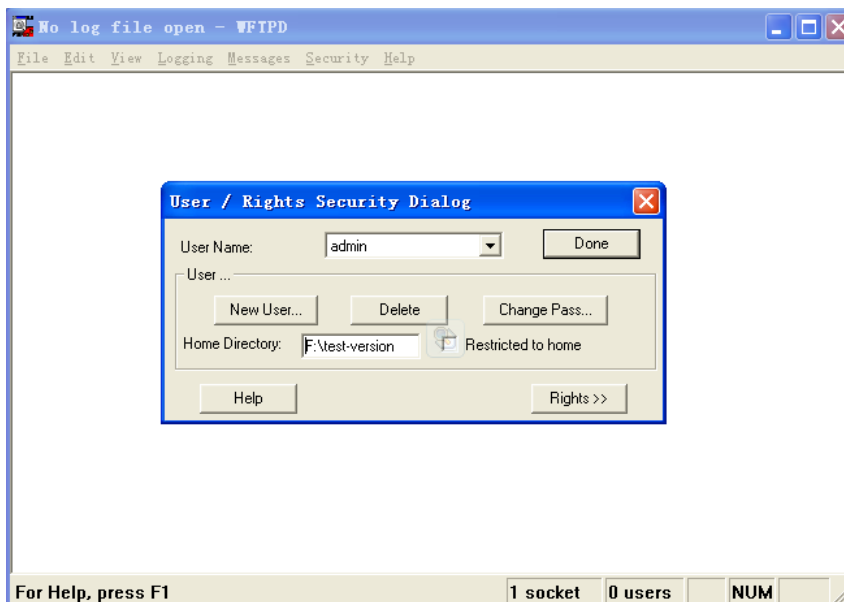 No log file open - WFTPD
File Edit View Logging Messages Security Help
User / Rights Security Dialog
User Name: admin Done
User ...
New User... Delete Change Pass...
Home Directory: F:\test-version Restricted to home
Help Rights >>
For Help, press F1 1 socket 0 users NUM